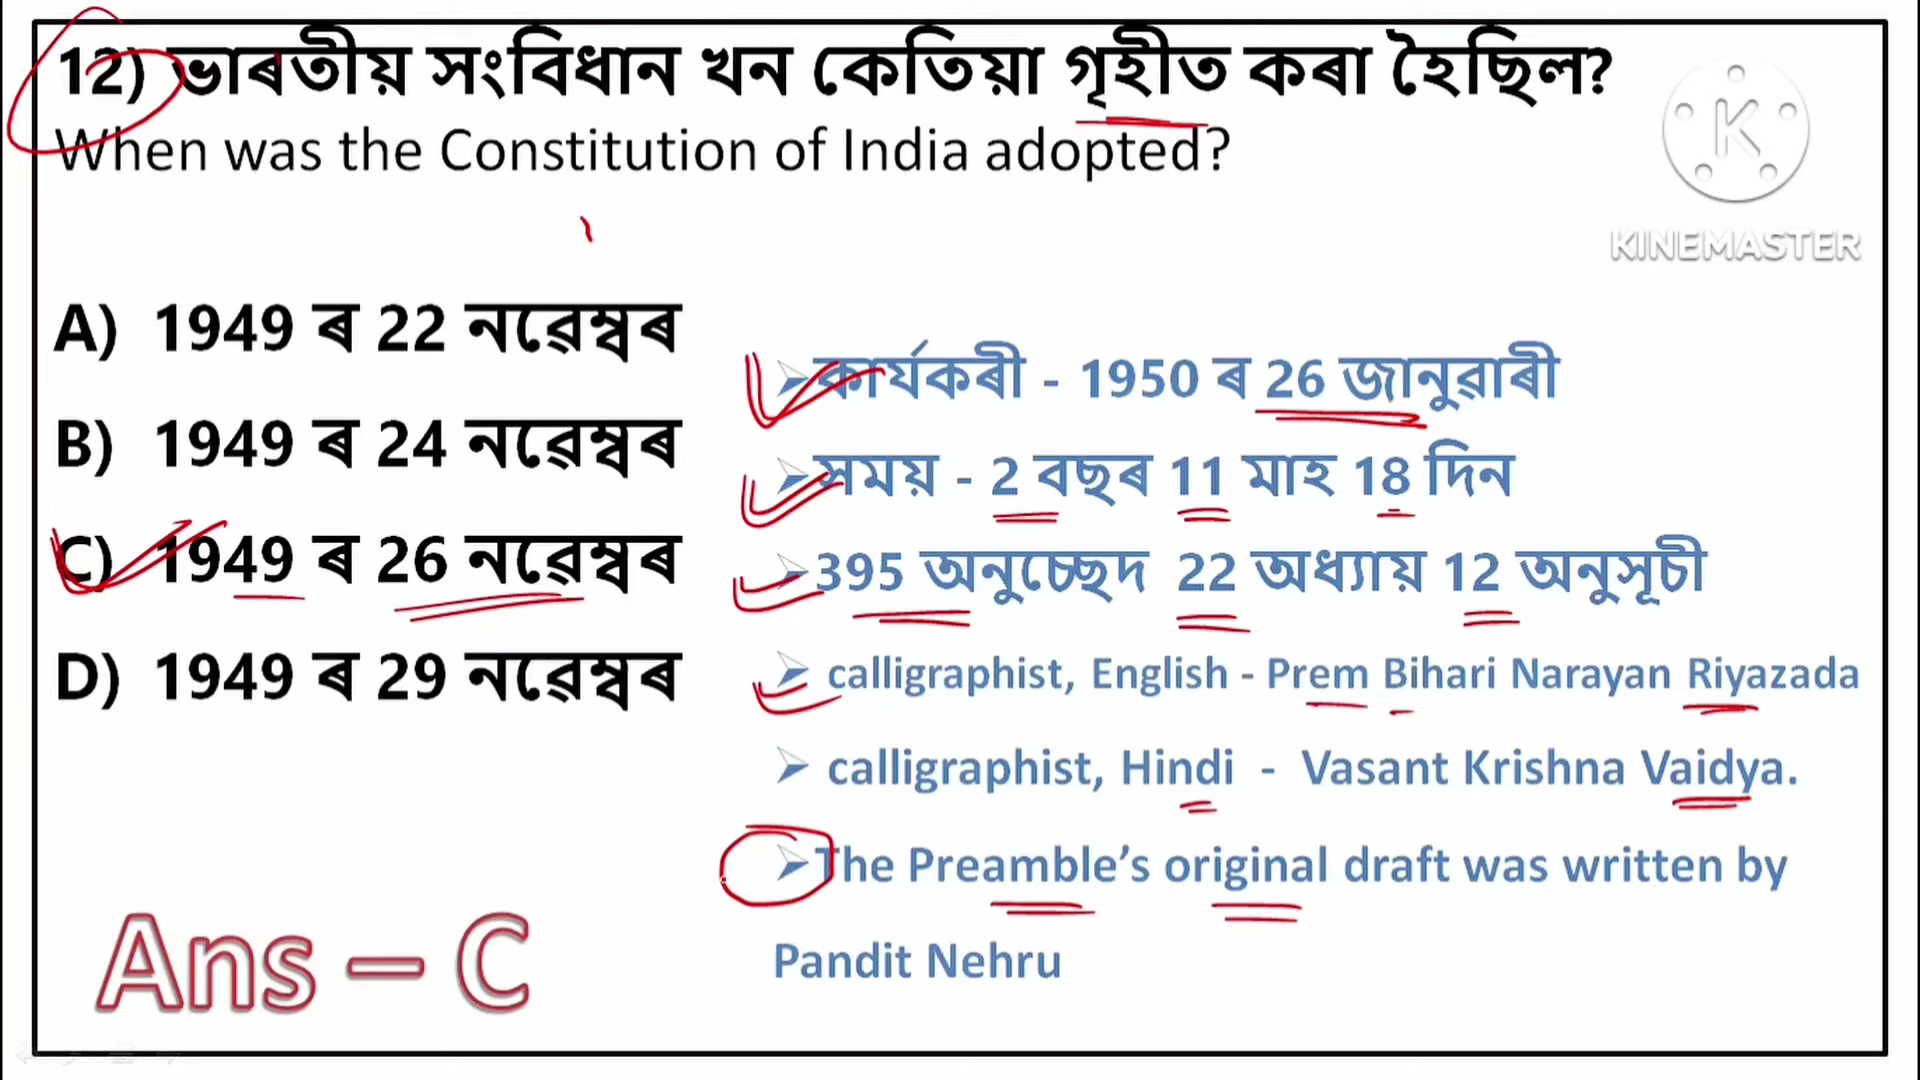 12) ভাৰতীয় সংবিধান খন কেতিয়া গৃহীত কৰা হৈছিল?
When was the Constitution of India adopted?
KINEMASTER
A) 1949 ৰ 22 নৱেম্বৰ
B) 1949 ৰ 24 নৱেম্বৰ
C) 1949 ৰ 26 নৱেম্বৰ
D) 1949 ৰ 29 নৱেম্বৰ
কাৰ্যকৰী - 1950 ৰ 26 জানুৱাৰী
সময় - 2 বছৰ 11 মাহ 18 দিন
395 অনুচ্ছেদ 22 অধ্যায় 12 অনুসূচী
calligraphist, English - Prem Bihari Narayan Riyazada
calligraphist, Hindi - Vasant Krishna Vaidya.
The Preamble’s original draft was written by
Pandit Nehru
Ans – C